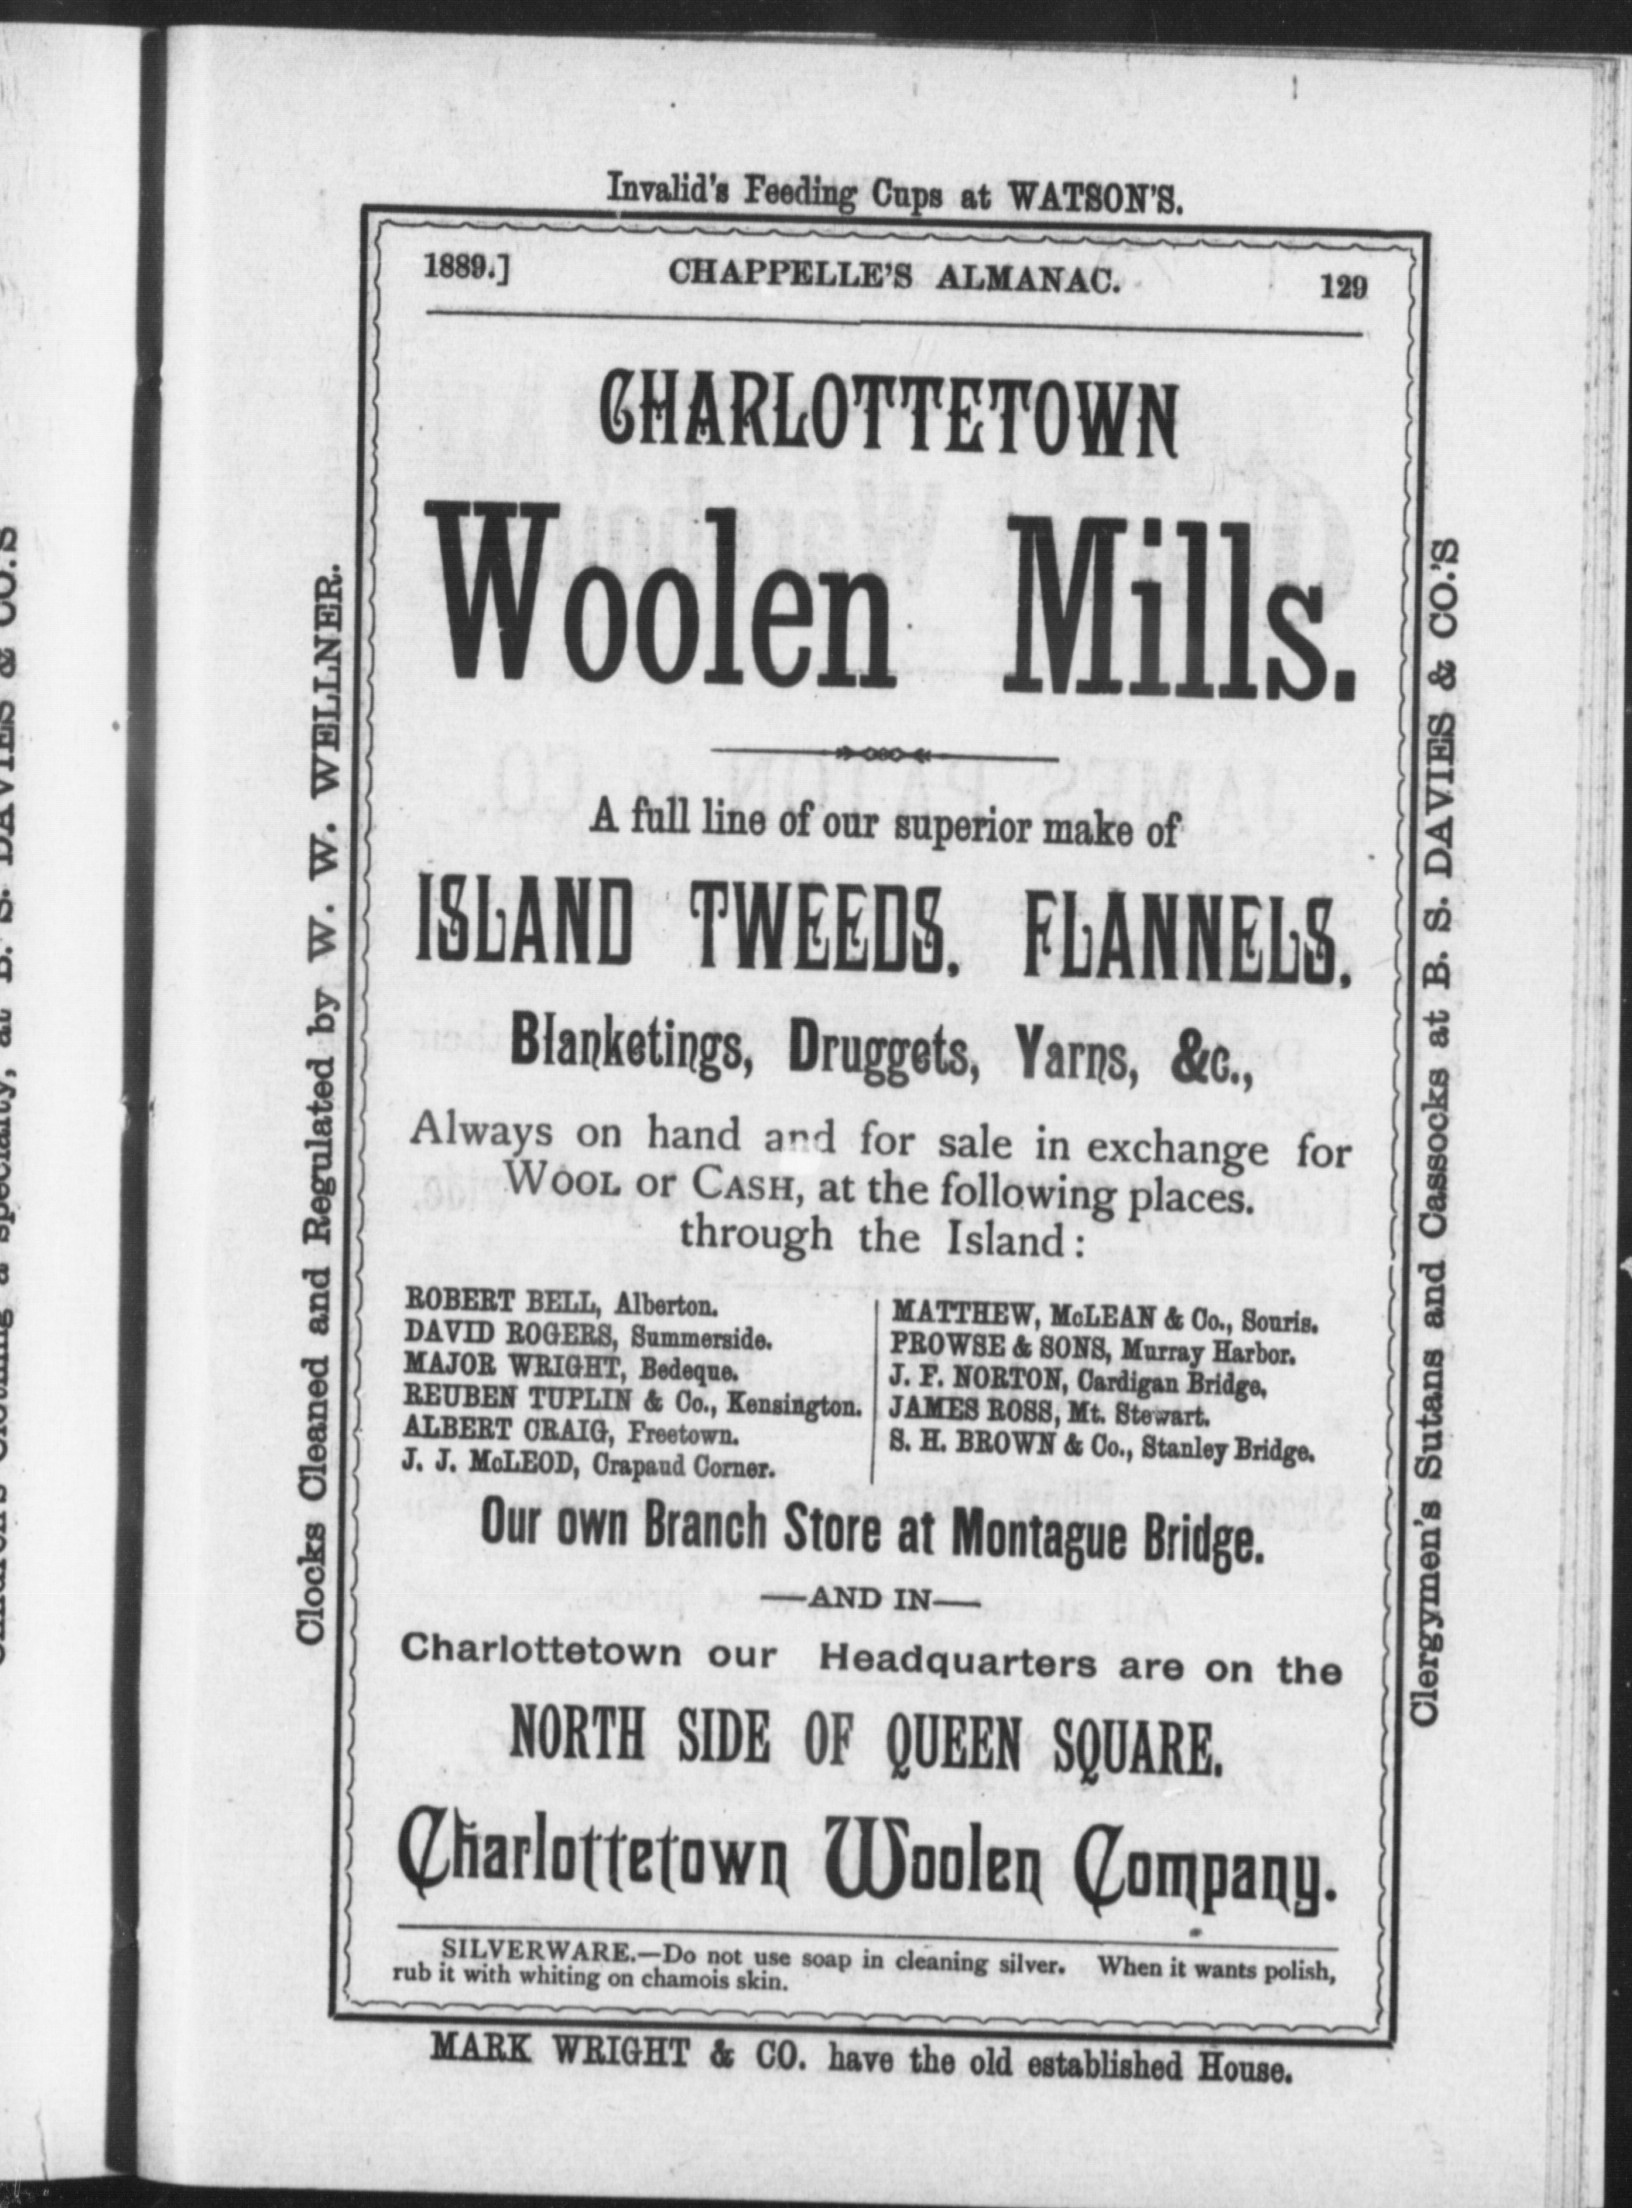 Invalid's Feeding Cups at WATSON'S.
1889.] CHAPPELLE'S ALMANAC. 129
CHARLOTTETOWN
Woolen Mills.
A full line of our superior make of
ISLAND TWEEDS, FLANNELS,
Blanketings, Druggets, Yarns, &c.,
Always on hand and for sale in exchange for
WOOL or CASH, at the following places.
through the Island:
ROBERT BELL, Alberton.
DAVID ROGERS, Summerside.
MAJOR WRIGHT, Bedeque.
REUBEN TUPLIN & Co., Kensington.
ALBERT CRAIG, Freetown.
J. J. McLEOD, Crapaud Corner.
MATTHEW, McLEAN & Co., Souris.
PROWSE & SONS, Murray Harbor.
J. F. NORTON, Cardigan Bridge,
JAMES ROSS, Mt. Stewart.
S. H. BROWN & Co., Stanley Bridge.
Our own Branch Store at Montague Bridge.
—AND IN—
Charlottetown our Headquarters are on the
NORTH SIDE OF QUEEN SQUARE.
Charlottetown Woolen Company.
SILVERWARE.—Do not use soap in cleaning silver. When it wants polish,
rub it with whiting on chamois skin.
MARK WRIGHT & CO. have the old established House.
Clocks Cleaned and Regulated by W. W. WELLNER.
Clergymen's Sutans and Cassocks at B. S. DAVIES & CO.'S
a specialty, at B. S. DAVIES & CO.'S